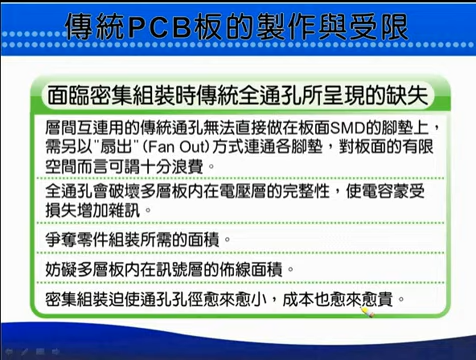 傳統PCB板的製作與受限
面臨密集組裝時傳統全通孔所呈現的缺失
層間互連用的傳統通孔無法直接做在板面SMD的腳墊上，
需另以"扇出"(Fan Out)方式連通各腳墊，對板面的有限
空間而言可謂十分浪費。
全通孔會破壞多層板内在電壓層的完整性，使電容蒙受
損失增加雜訊。
爭奪零件組裝所需的面積。
妨礙多層板内在訊號層的佈線面積。
密集組裝迫使通孔孔徑愈來愈小，成本也愈來愈貴。